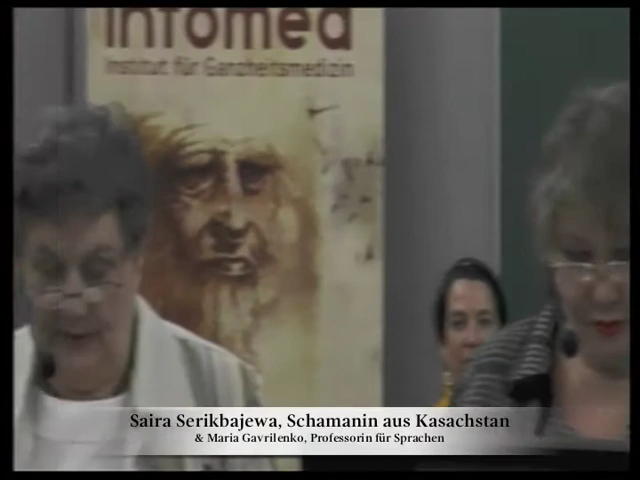 infomed
Institut für Ganzheitsmedizin
Saira Serikbajewa, Schamanin aus Kasachstan
& Maria Gavrilenko, Professorin für Sprachen